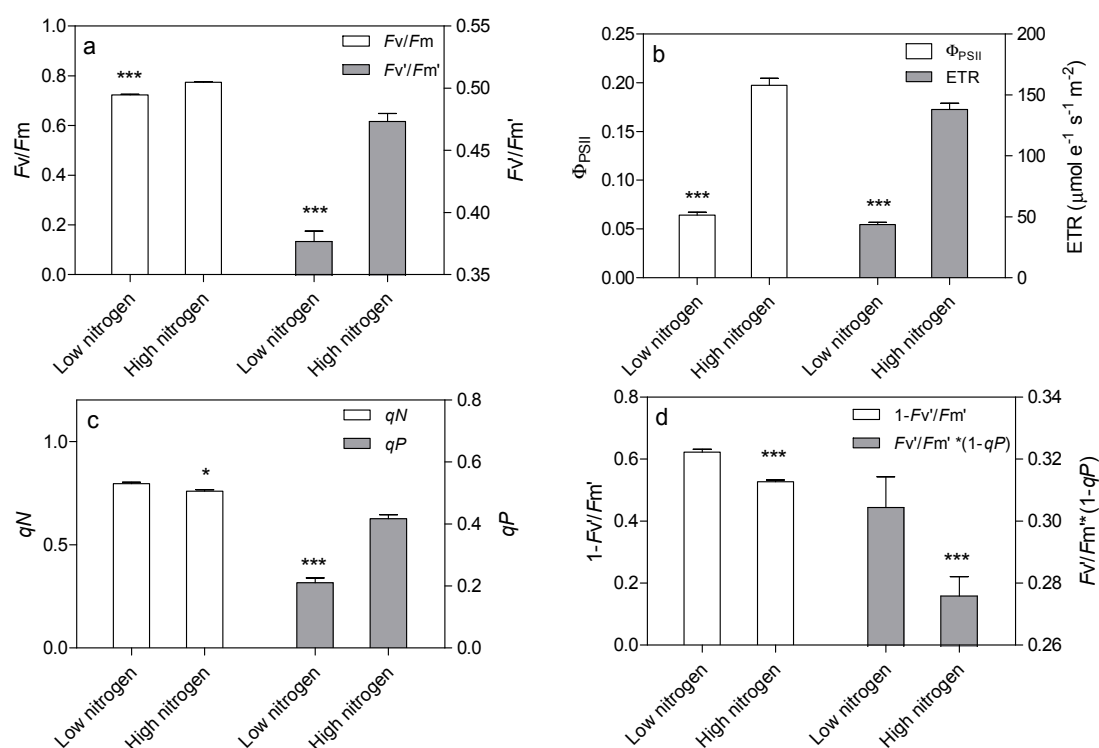 a
Fv/Fm
Fv'/Fm'
1.0
0.8
0.6
0.4
0.2
0.0
Fv/Fm
0.55
0.50
0.45
0.40
0.35
Fv'/Fm'
***
***
Low nitrogen
High nitrogen
Low nitrogen
High nitrogen
b
ΦPSII
ETR
0.25
0.20
0.15
0.10
0.05
0.00
ΦPSII
200
150
100
50
0
ETR (μmol e⁻¹ s⁻¹ m⁻²)
***
***
Low nitrogen
High nitrogen
Low nitrogen
High nitrogen
c
qN
qP
1.0
0.5
0.0
qN
0.8
0.6
0.4
0.2
0.0
qP
*
***
Low nitrogen
High nitrogen
Low nitrogen
High nitrogen
d
1-Fv'/Fm'
Fv'/Fm' *(1-qP)
0.8
0.6
0.4
0.2
0.0
1-Fv'/Fm'
0.34
0.32
0.30
0.28
0.26
Fv'/Fm'*(1-qP)
***
***
Low nitrogen
High nitrogen
Low nitrogen
High nitrogen